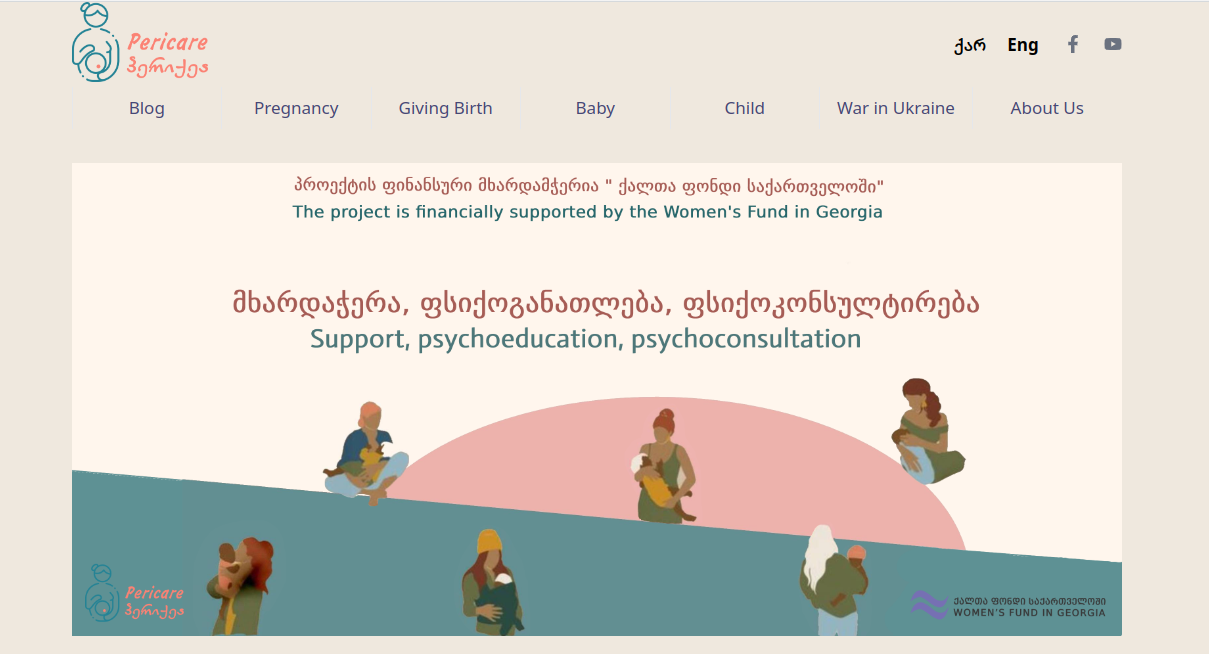 Pericare
პერიქეა
ქარ Eng
Blog Pregnancy Giving Birth Baby Child War in Ukraine About Us
პროექტის ფინანსური მხარდამჭერია " ქალთა ფონდი საქართველოში"
The project is financially supported by the Women's Fund in Georgia
მხარდაჭერა, ფსიქოგანათლება, ფსიქოკონსულტირება
Support, psychoeducation, psychoconsultation
Pericare
პერიქეა
ქალთა ფონდი საქართველოში
WOMEN'S FUND IN GEORGIA